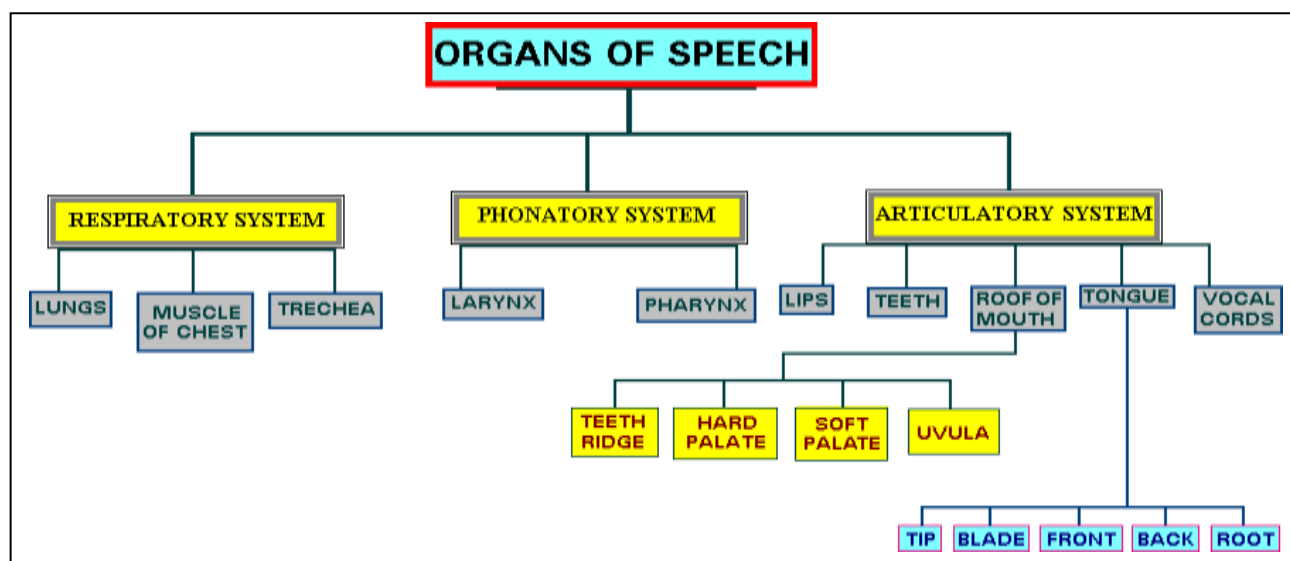 ORGANS OF SPEECH
RESPIRATORY SYSTEM
PHONATORY SYSTEM
ARTICULATORY SYSTEM
LUNGS
MUSCLE
OF CHEST
TRECHEA
LARYNX
PHARYNX
LIPS
TEETH
ROOF OF
MOUTH
TONGUE
VOCAL
CORDS
TEETH
RIDGE
HARD
PALATE
SOFT
PALATE
UVULA
TIP
BLADE
FRONT
BACK
ROOT